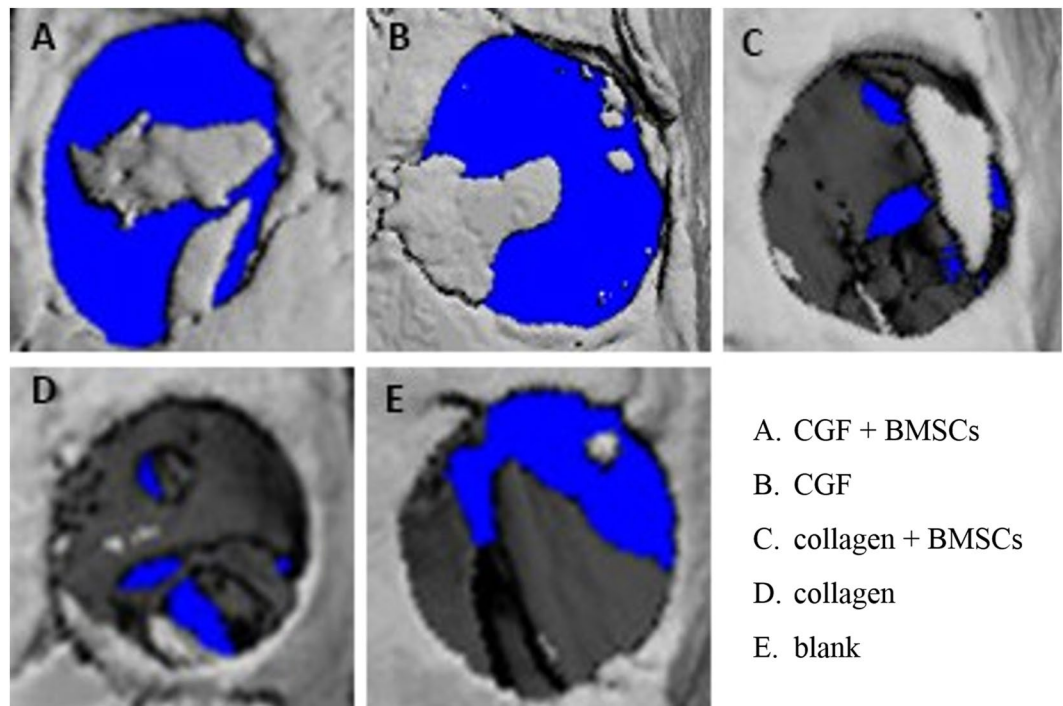 A
B
C
D
E
A. CGF + BMSCs
B. CGF
C. collagen + BMSCs
D. collagen
E. blank